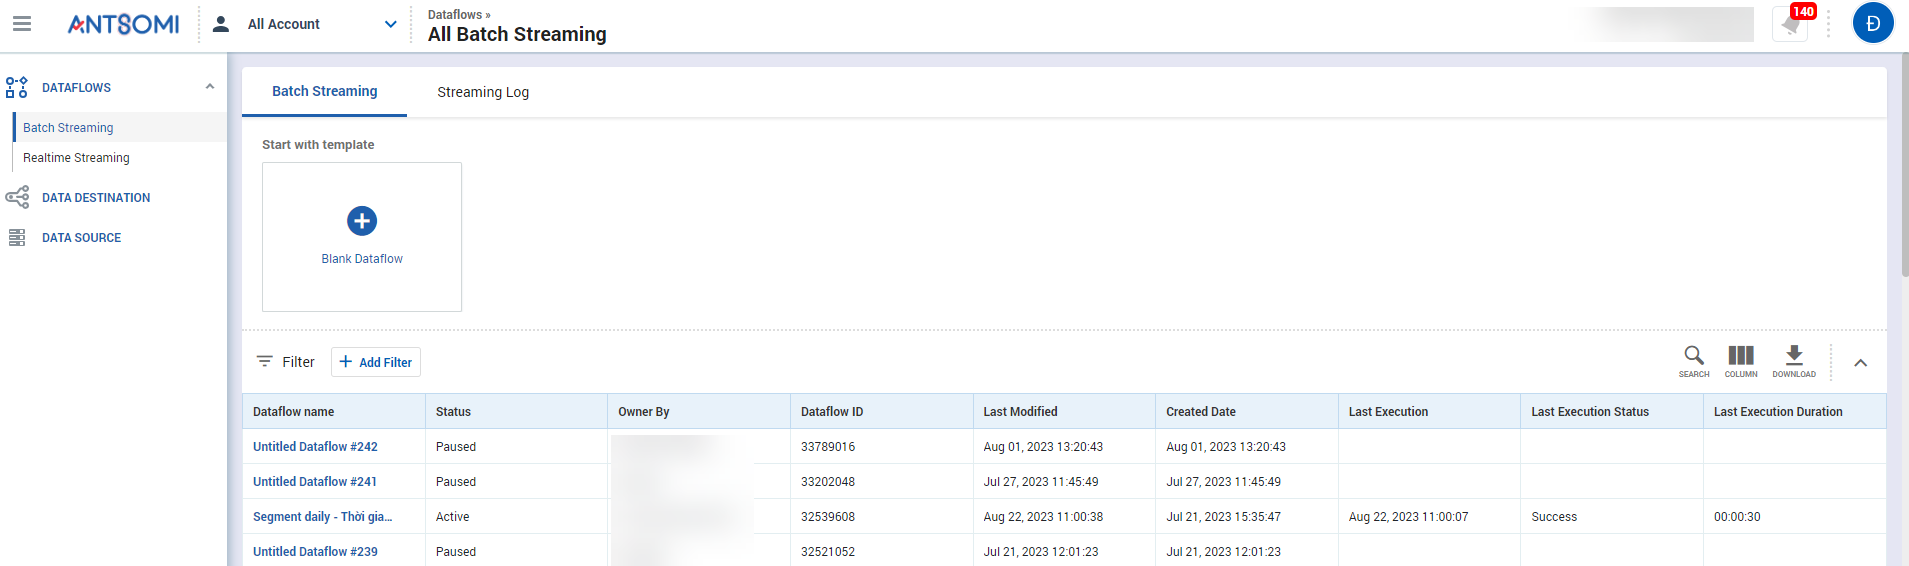 ANTSOMI
All Account
Dataflows »
All Batch Streaming
140
Đ
DATAFLOWS
Batch Streaming
Realtime Streaming
DATA DESTINATION
DATA SOURCE
Batch Streaming
Streaming Log
Start with template
Blank Dataflow
Filter
Add Filter
SEARCH
COLUMN
DOWNLOAD
Dataflow name Status Owner By Dataflow ID Last Modified Created Date Last Execution Last Execution Status Last Execution Duration
Untitled Dataflow #242 Paused 33789016 Aug 01, 2023 13:20:43 Aug 01, 2023 13:20:43
Untitled Dataflow #241 Paused 33202048 Jul 27, 2023 11:45:49 Jul 27, 2023 11:45:49
Segment daily - Thời gia... Active 32539608 Aug 22, 2023 11:00:38 Jul 21, 2023 15:35:47 Aug 22, 2023 11:00:07 Success 00:00:30
Untitled Dataflow #239 Paused 32521052 Jul 21, 2023 12:01:23 Jul 21, 2023 12:01:23